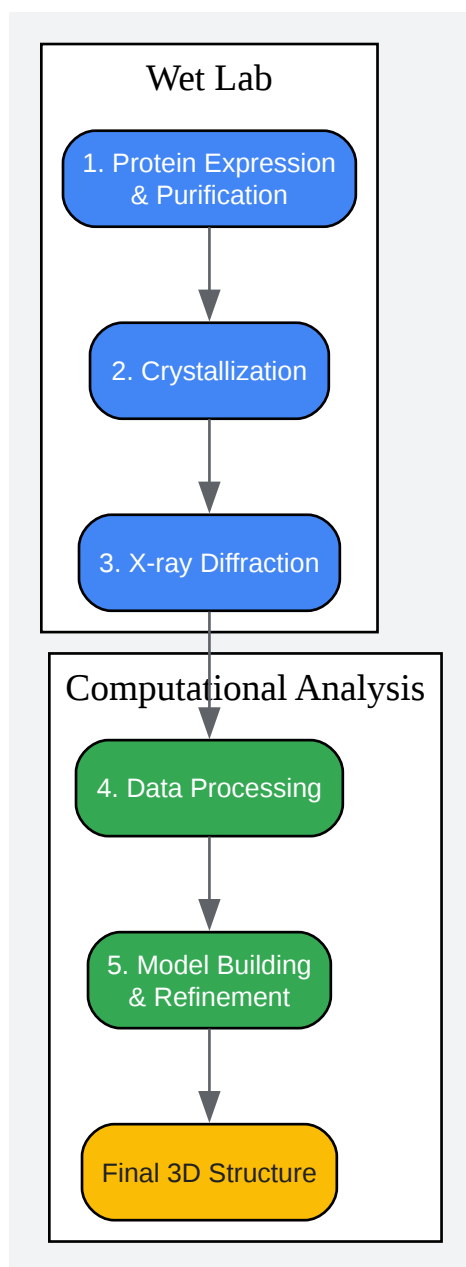 Wet Lab
1. Protein Expression
& Purification
2. Crystallization
3. X-ray Diffraction
Computational Analysis
4. Data Processing
5. Model Building
& Refinement
Final 3D Structure